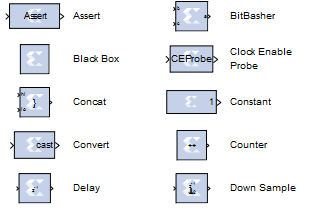 Assert Assert
BitBasher
Black Box
CEProbe Clock Enable
Probe
Concat
1 Constant
cast Convert
Counter
Delay
Down Sample